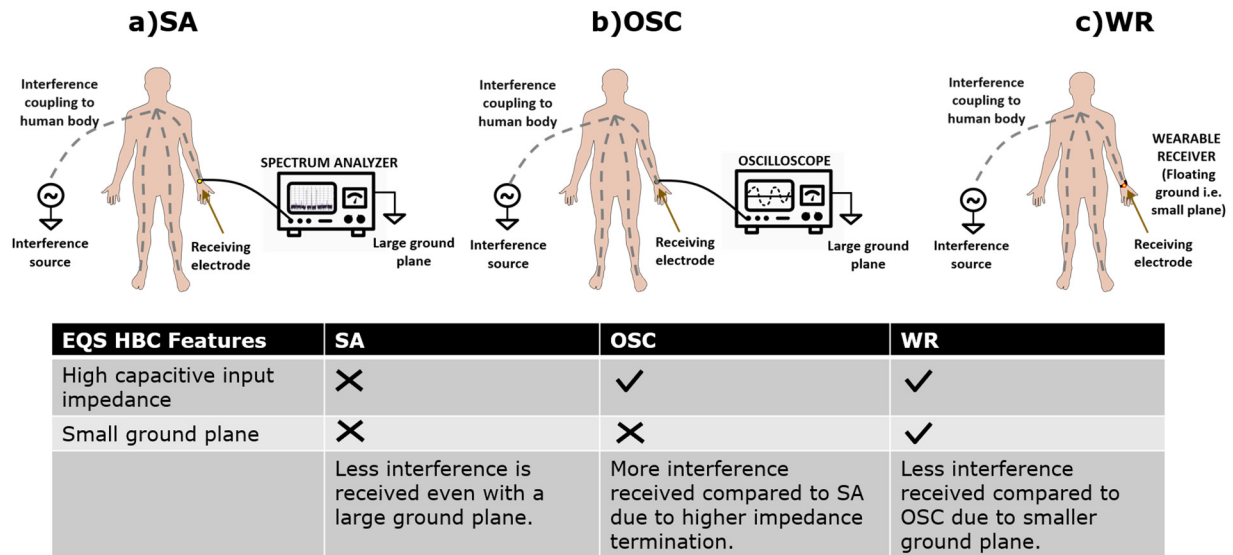 a)SA
Interference
coupling to
human body
SPECTRUM ANALYZER
Interference
source
Receiving
electrode
Large ground
plane
b)OSC
Interference
coupling to
human body
OSCILLOSCOPE
Interference
source
Receiving
electrode
Large ground
plane
c)WR
Interference
coupling to
human body
WEARABLE
RECEIVER
(Floating
ground i.e.
small plane)
Interference
source
Receiving
electrode
EQS HBC Features
SA
OSC
WR
High capacitive input
impedance
Small ground plane
Less interference is
received even with a
large ground plane.
More interference
received compared to SA
due to higher impedance
termination.
Less interference
received compared to
OSC due to smaller
ground plane.